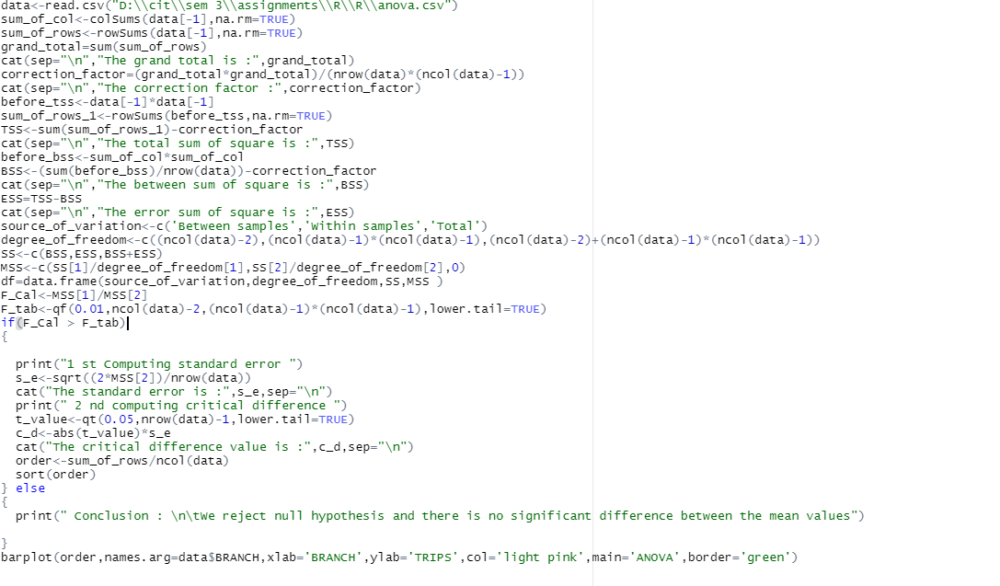 data<-read.csv("D:\\cit\\sem 3\\assignments\\R\\R\\anova.csv")
sum_of_col<-colSums(data[-1],na.rm=TRUE)
sum_of_rows<-rowSums(data[-1],na.rm=TRUE)
grand_total=sum(sum_of_rows)
cat(sep="\n","The grand total is :",grand_total)
correction_factor=(grand_total*grand_total)/(nrow(data)*(ncol(data)-1))
cat(sep="\n","The correction factor :",correction_factor)
before_tss<-data[-1]*data[-1]
sum_of_rows_1<-rowSums(before_tss,na.rm=TRUE)
TSS<-sum(sum_of_rows_1)-correction_factor
cat(sep="\n","The total sum of square is :",TSS)
before_bss<-sum_of_col*sum_of_col
BSS<-(sum(before_bss)/nrow(data))-correction_factor
cat(sep="\n","The between sum of square is :",BSS)
ESS=TSS-BSS
cat(sep="\n","The error sum of square is :",ESS)
source_of_variation<-c('Between samples','Within samples','Total')
degree_of_freedom<-c((ncol(data)-2),(ncol(data)-1)*(ncol(data)-1),(ncol(data)-2)+(ncol(data)-1)*(ncol(data)-1))
SS<-c(BSS,ESS,BSS+ESS)
MSS<-c(SS[1]/degree_of_freedom[1],SS[2]/degree_of_freedom[2],0)
df=data.frame(source_of_variation,degree_of_freedom,SS,MSS )
F_Cal<-MSS[1]/MSS[2]
F_tab<-qf(0.01,ncol(data)-2,(ncol(data)-1)*(ncol(data)-1),lower.tail=TRUE)
if(F_Cal > F_tab)
{
  print("1 st Computing standard error ")
  s_e<-sqrt((2*MSS[2])/nrow(data))
  cat("The standard error is :",s_e,sep="\n")
  print(" 2 nd computing critical difference ")
  t_value<-qt(0.05,nrow(data)-1,lower.tail=TRUE)
  c_d<-abs(t_value)*s_e
  cat("The critical difference value is :",c_d,sep="\n")
  order<-sum_of_rows/ncol(data)
  sort(order)
} else
{
  print(" Conclusion : \n\tWe reject null hypothesis and there is no significant difference between the mean values")
}
barplot(order,names.arg=data$BRANCH,xlab='BRANCH',ylab='TRIPS',col='light pink',main='ANOVA',border='green')